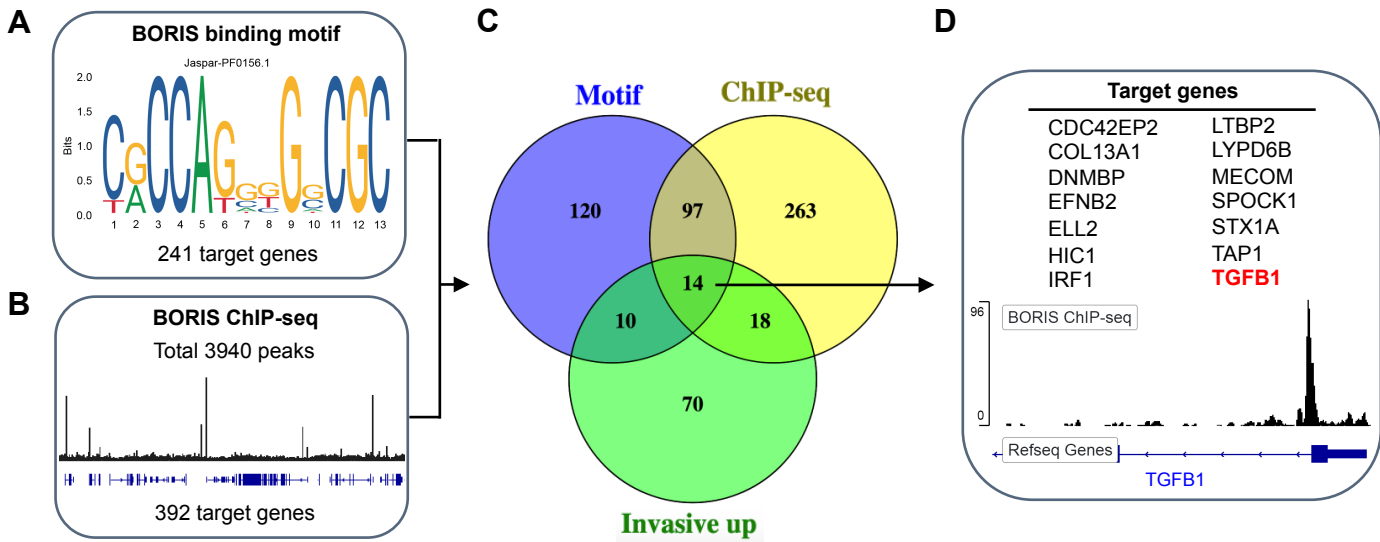 A
BORIS binding motif
Jaspar-PF0156.1
Bits
2.0
1.5
1.0
0.5
0.0
1 2 3 4 5 6 7 8 9 10 11 12 13
241 target genes
B
BORIS ChIP-seq
Total 3940 peaks
392 target genes
C
Motif
ChIP-seq
120
97
263
14
10
18
70
Invasive up
D
Target genes
CDC42EP2
COL13A1
DNMBP
EFNB2
ELL2
HIC1
IRF1
LTBP2
LYPD6B
MECOM
SPOCK1
STX1A
TAP1
TGFB1
96
BORIS ChIP-seq
0
Refseq Genes
TGFB1